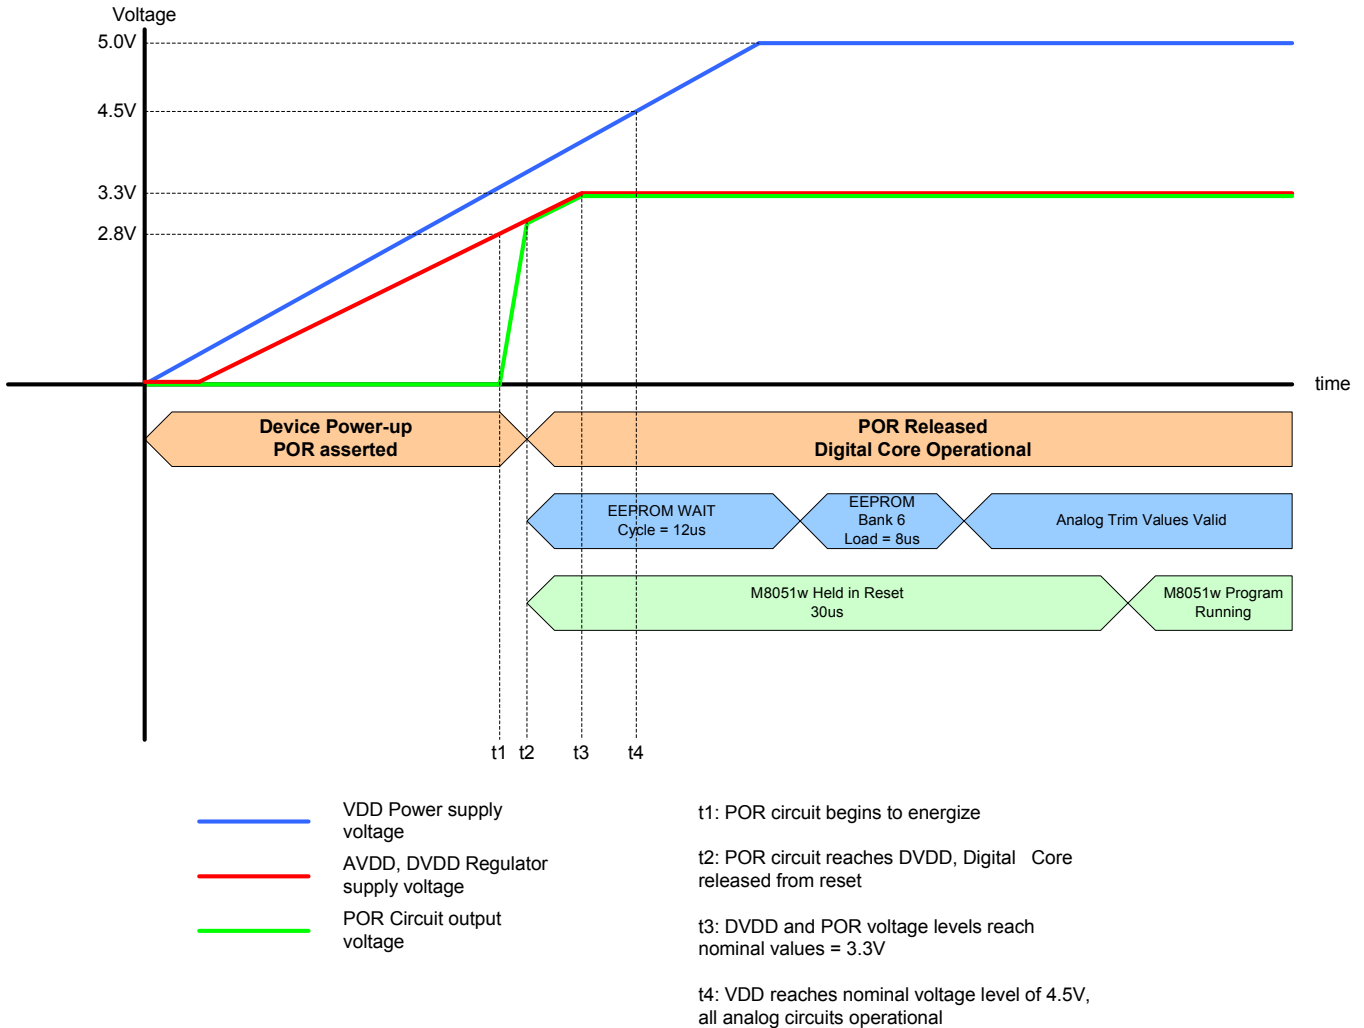 Voltage
5.0V
4.5V
3.3V
2.8V
time
Device Power-up
POR asserted
POR Released
Digital Core Operational
EEPROM WAIT
Cycle = 12us
EEPROM
Bank 6
Load = 8us
Analog Trim Values Valid
M8051w Held in Reset
30us
M8051w Program
Running
t1
t2
t3
t4
VDD Power supply
voltage
AVDD, DVDD Regulator
supply voltage
POR Circuit output
voltage
t1: POR circuit begins to energize
t2: POR circuit reaches DVDD, Digital Core
released from reset
t3: DVDD and POR voltage levels reach
nominal values = 3.3V
t4: VDD reaches nominal voltage level of 4.5V,
all analog circuits operational